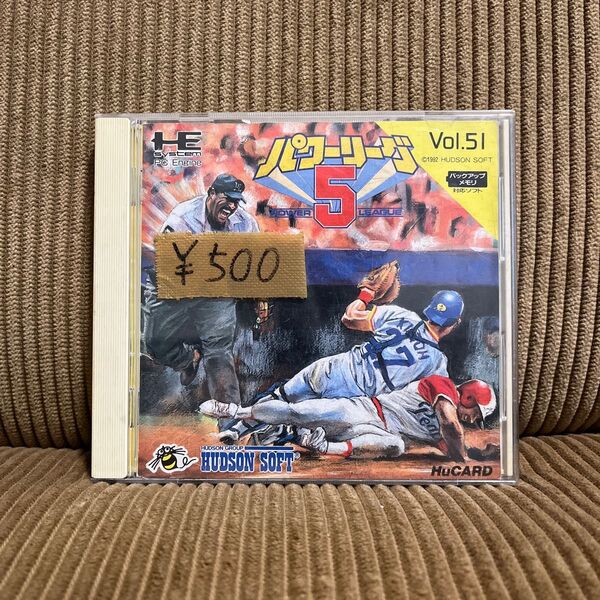 HE
system
PC Engine
パワーリーグ
5
POWER LEAGUE
Vol.51
©1992 HUDSON SOFT
バックアップ
メモリ
対応ソフト
¥500
27
HUDSON GROUP
HUDSON SOFT®
HuCARD